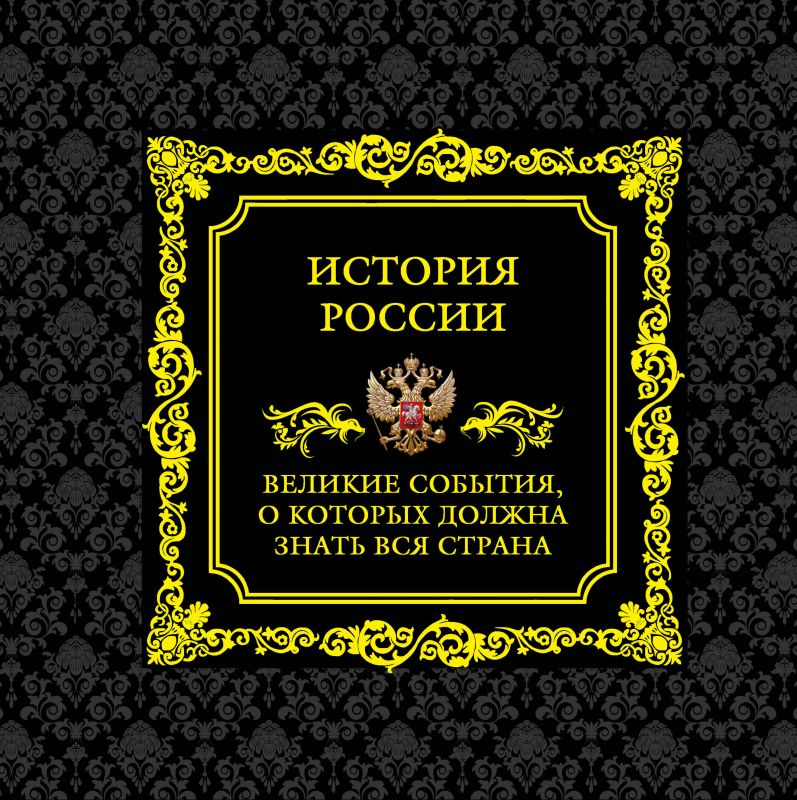 ИСТОРИЯ
РОССИИ
ВЕЛИКИЕ СОБЫТИЯ,
О КОТОРЫХ ДОЛЖНА
ЗНАТЬ ВСЯ СТРАНА